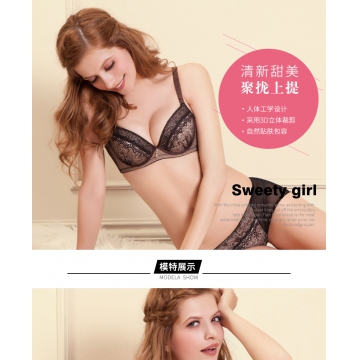 清新甜美
聚拢上提
• 人体工学设计
• 采用3D立体裁剪
• 自然贴肤包容
Sweety girl
模特展示
MODELA SHOW